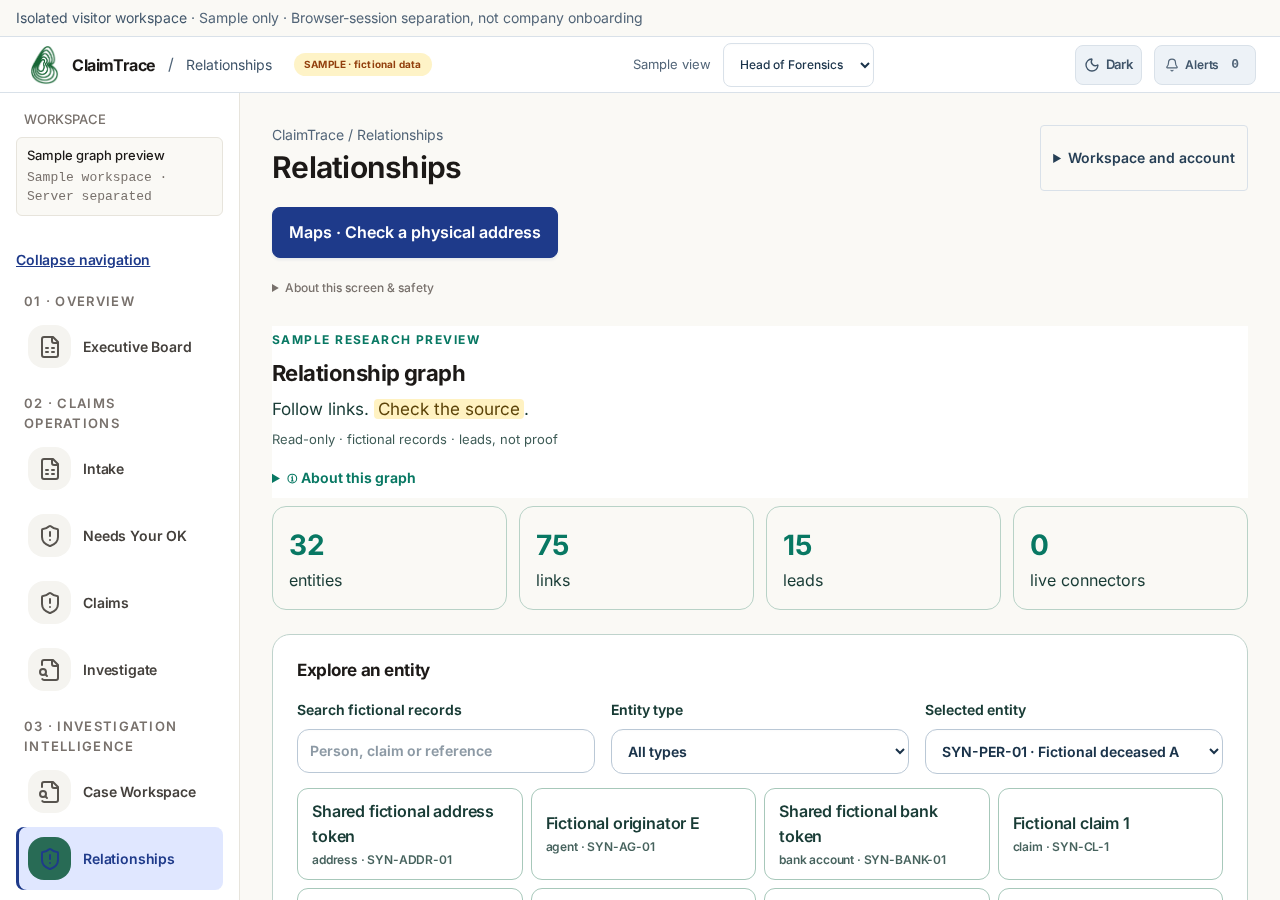 Isolated visitor workspace · Sample only · Browser-session separation, not company onboarding
ClaimTrace / Relationships
SAMPLE · fictional data
Sample view
Head of Forensics
Dark
Alerts 0
WORKSPACE
Sample graph preview
Sample workspace ·
Server separated
Collapse navigation
01 · OVERVIEW
Executive Board
02 · CLAIMS
OPERATIONS
Intake
Needs Your OK
Claims
Investigate
03 · INVESTIGATION
INTELLIGENCE
Case Workspace
Relationships
ClaimTrace / Relationships
Relationships
Workspace and account
Maps · Check a physical address
About this screen & safety
SAMPLE RESEARCH PREVIEW
Relationship graph
Follow links. Check the source.
Read-only · fictional records · leads, not proof
ⓘ About this graph
32
entities
75
links
15
leads
0
live connectors
Explore an entity
Search fictional records
Person, claim or reference
Entity type
All types
Selected entity
SYN-PER-01 · Fictional deceased A
Shared fictional address
token
address · SYN-ADDR-01
Fictional originator E
agent · SYN-AG-01
Shared fictional bank
token
bank account · SYN-BANK-01
Fictional claim 1
claim · SYN-CL-1